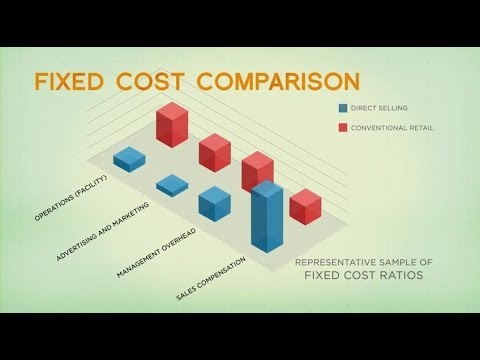 FIXED COST COMPARISON
DIRECT SELLING
CONVENTIONAL RETAIL
OPERATIONS (FACILITY)
ADVERTISING AND MARKETING
MANAGEMENT OVERHEAD
SALES COMPENSATION
REPRESENTATIVE SAMPLE OF
FIXED COST RATIOS